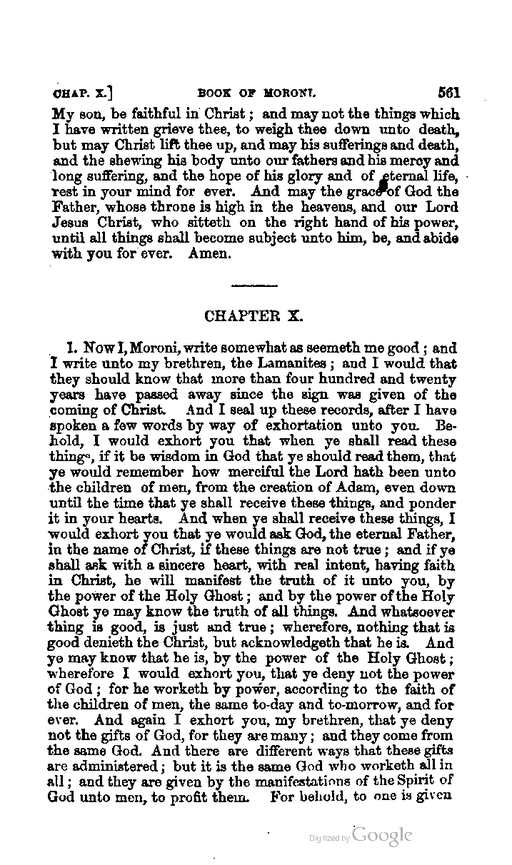 CHAP. X.] BOOK OF MORONI. 561
My son, be faithful in Christ; and may not the things which
I have written grieve thee, to weigh thee down unto death,
but may Christ lift thee up, and may his sufferings and death,
and the shewing his body unto our fathers and his mercy and
long suffering, and the hope of his glory and of eternal life,
rest in your mind for ever. And may the grace of God the
Father, whose throne is high in the heavens, and our Lord
Jesus Christ, who sitteth on the right hand of his power,
until all things shall become subject unto him, be, and abide
with you for ever. Amen.
CHAPTER X.
1. Now I, Moroni, write somewhat as seemeth me good; and
I write unto my brethren, the Lamanites; and I would that
they should know that more than four hundred and twenty
years have passed away since the sign was given of the
coming of Christ. And I seal up these records, after I have
spoken a few words by way of exhortation unto you. Be-
hold, I would exhort you that when ye shall read these
things, if it be wisdom in God that ye should read them, that
ye would remember how merciful the Lord hath been unto
the children of men, from the creation of Adam, even down
until the time that ye shall receive these things, and ponder
it in your hearts. And when ye shall receive these things, I
would exhort you that ye would ask God, the eternal Father,
in the name of Christ, if these things are not true; and if ye
shall ask with a sincere heart, with real intent, having faith
in Christ, he will manifest the truth of it unto you, by
the power of the Holy Ghost; and by the power of the Holy
Ghost ye may know the truth of all things. And whatsoever
thing is good, is just and true; wherefore, nothing that is
good denieth the Christ, but acknowledgeth that he is. And
ye may know that he is, by the power of the Holy Ghost;
wherefore I would exhort you, that ye deny not the power
of God; for he worketh by power, according to the faith of
the children of men, the same to-day and to-morrow, and for
ever. And again I exhort you, my brethren, that ye deny
not the gifts of God, for they are many; and they come from
the same God. And there are different ways that these gifts
are administered; but it is the same God who worketh all in
all; and they are given by the manifestations of the Spirit of
God unto men, to profit them. For behold, to one is given
Digitized by Google